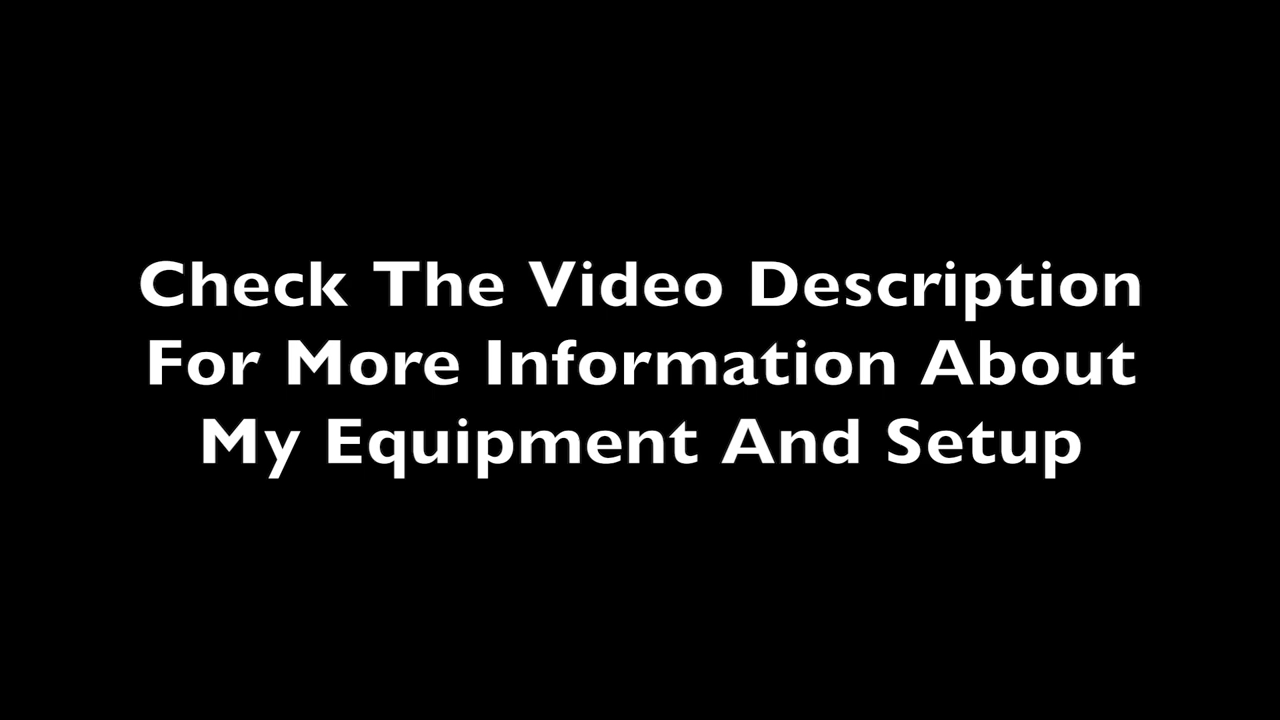 Check The Video Description
For More Information About
My Equipment And Setup